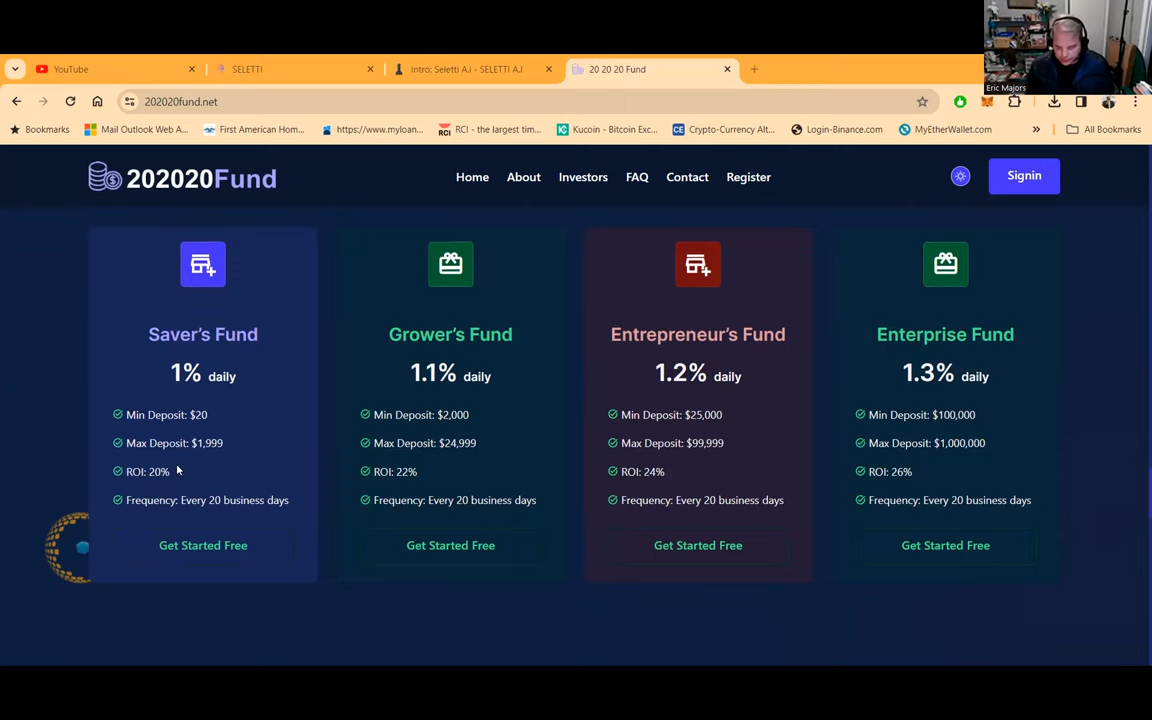 Eric Majors
YouTube
SELETTI
Intro: Seletti A.i - SELETTI A.I
20 20 20 Fund
202020fund.net
Bookmarks
Mail Outlook Web A...
First American Hom...
https://www.myloan...
RCI - the largest tim...
Kucoin - Bitcoin Exc...
Crypto-Currency Alt...
Login-Binance.com
MyEtherWallet.com
All Bookmarks
202020Fund
Home
About
Investors
FAQ
Contact
Register
Signin
Saver's Fund
1% daily
Min Deposit: $20
Max Deposit: $1,999
ROI: 20%
Frequency: Every 20 business days
Get Started Free
Grower's Fund
1.1% daily
Min Deposit: $2,000
Max Deposit: $24,999
ROI: 22%
Frequency: Every 20 business days
Get Started Free
Entrepreneur's Fund
1.2% daily
Min Deposit: $25,000
Max Deposit: $99,999
ROI: 24%
Frequency: Every 20 business days
Get Started Free
Enterprise Fund
1.3% daily
Min Deposit: $100,000
Max Deposit: $1,000,000
ROI: 26%
Frequency: Every 20 business days
Get Started Free